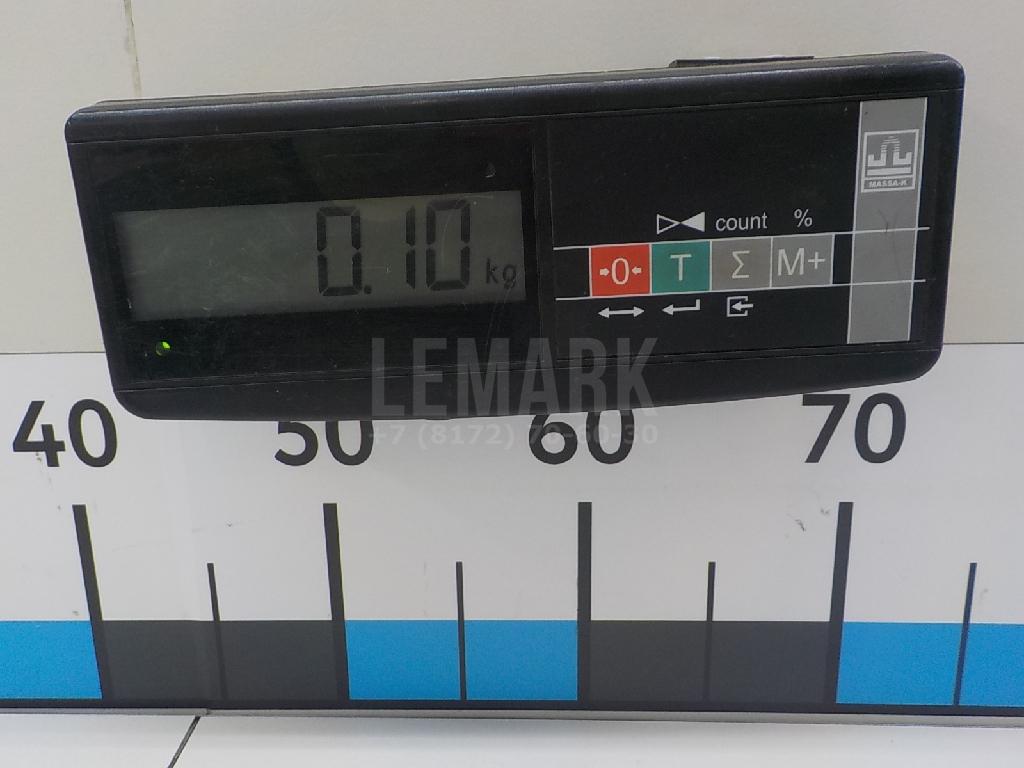 MASSA-K
count %
0.10 kg
→0← T Σ M+
LEMARK
40 50 60 70